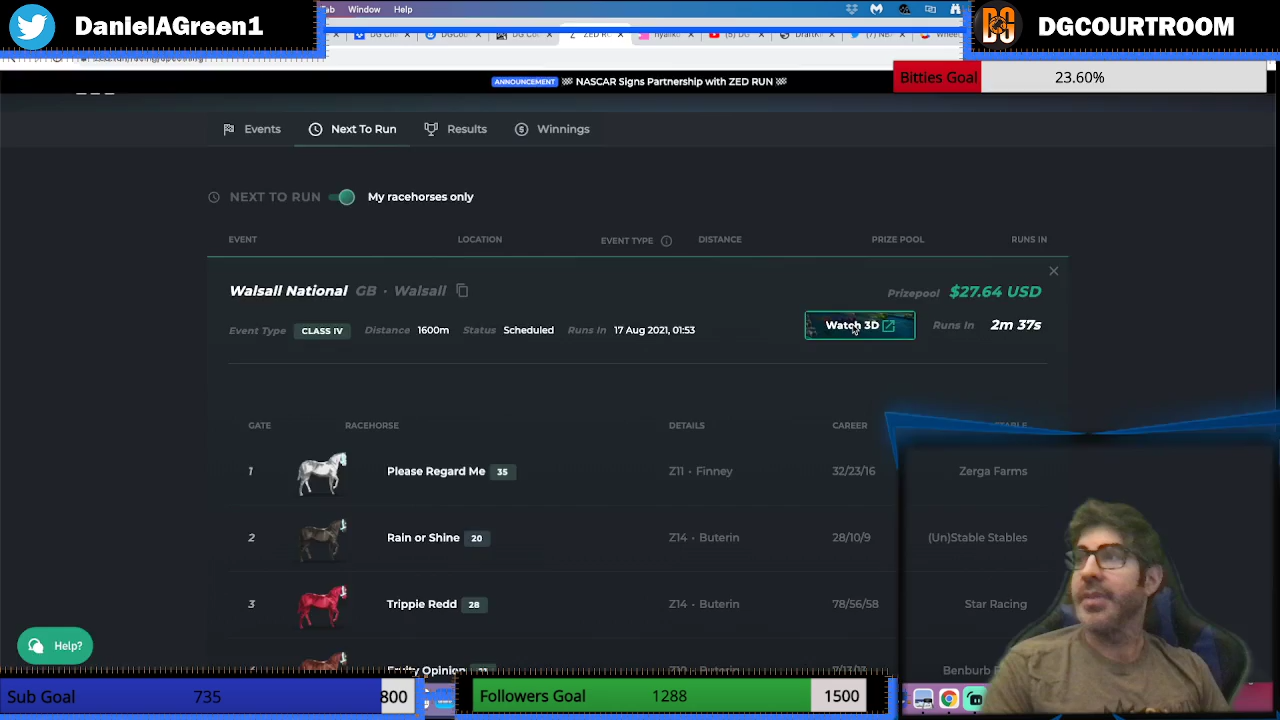 DanielAGreen1
Window Help
DGCOURTROOM
Bitties Goal 23.60%
ANNOUNCEMENT NASCAR Signs Partnership with ZED RUN
Events Next To Run Results Winnings
NEXT TO RUN My racehorses only
EVENT LOCATION EVENT TYPE DISTANCE PRIZE POOL RUNS IN
Walsall National GB • Walsall Prizepool $27.64 USD
Event Type CLASS IV Distance 1600m Status Scheduled Runs In 17 Aug 2021, 01:53 Watch 3D Runs In 2m 37s
GATE RACEHORSE DETAILS CAREER STABLE
1 Please Regard Me 35 Z11 • Finney 32/23/16 Zerga Farms
2 Rain or Shine 20 Z14 • Buterin 28/10/9 (Un)Stable Stables
3 Trippie Redd 28 Z14 • Buterin 78/56/58 Star Racing
Fruity Opinion Benburb
Help?
Sub Goal 735 800
Followers Goal 1288 1500